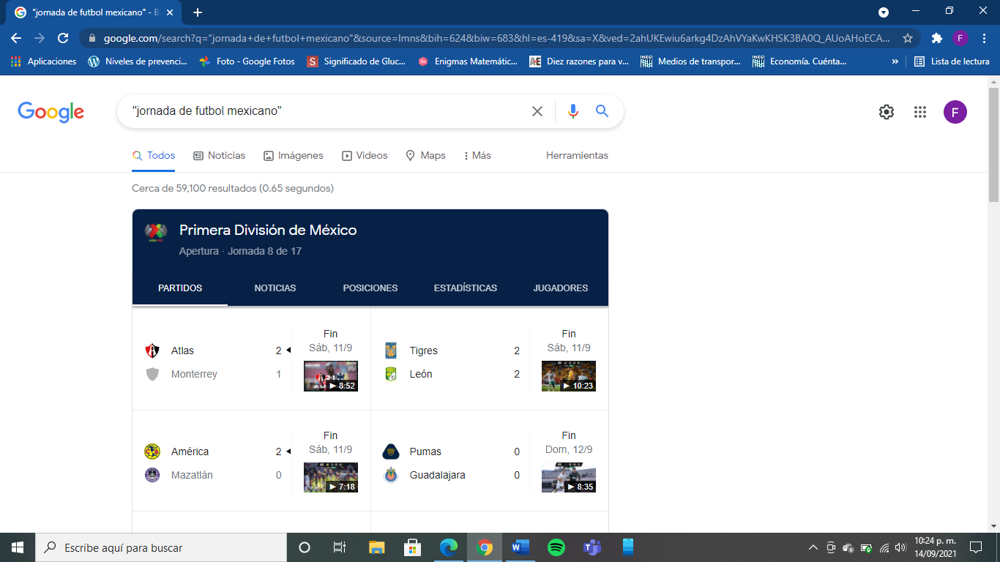 "jornada de futbol mexicano" - B
google.com/search?q="jornada+de+futbol+mexicano"&source=lmns&bih=624&biw=683&hl=es-419&sa=X&ved=2ahUKEwiu6arkg4DzAhVYaKwKHSK3BA0Q_AUoAHoECA...
F
Aplicaciones Niveles de prevenci... Foto - Google Fotos S Significado de Gluc... Enigmas Matemátic... Diez razones para v... Medios de transpor... Economía. Cuénta... » Lista de lectura
Google "jornada de futbol mexicano" F
Todos Noticias Imágenes Videos Maps Más Herramientas
Cerca de 59,100 resultados (0.65 segundos)
Primera División de México
Apertura · Jornada 8 de 17
PARTIDOS NOTICIAS POSICIONES ESTADÍSTICAS JUGADORES
Atlas 2
Monterrey 1
Fin
Sáb, 11/9
8:52
Tigres 2
León 2
Fin
Sáb, 11/9
10:23
América 2
Mazatlán 0
Fin
Sáb, 11/9
7:18
Pumas 0
Guadalajara 0
Fin
Dom, 12/9
8:35
Escribe aquí para buscar
10:24 p. m.
14/09/2021